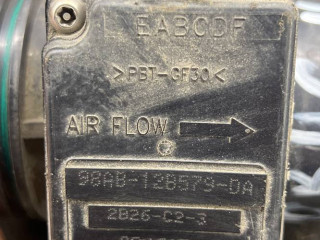 EABCDF
>PBT-GF30<
AIR FLOW
98AB-12B579-DA
2B26-C2-3